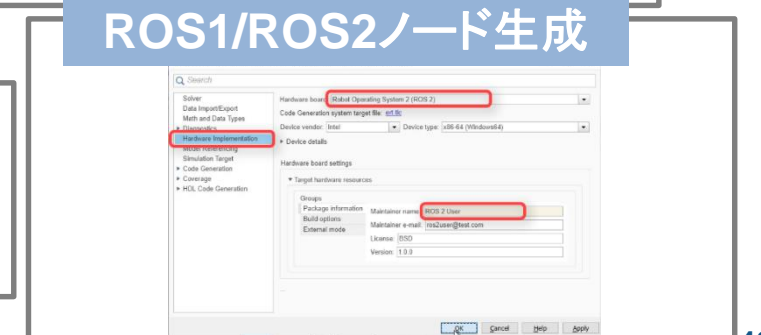 ROS1/ROS2ノード生成
Search
Solver
Data Import/Export
Math and Data Types
Diagnostics
Hardware Implementation
Model Referencing
Simulation Target
Code Generation
Coverage
HDL Code Generation
Hardware board: Robot Operating System 2 (ROS 2)
Code Generation system target file: ert.tlc
Device vendor: Intel Device type: x86-64 (Windows64)
Device details
Hardware board settings
Target hardware resources
Groups
Package information
Build options
External mode
Maintainer name: ROS 2 User
Maintainer e-mail: ros2user@test.com
License: BSD
Version: 1.0.0
OK Cancel Help Apply